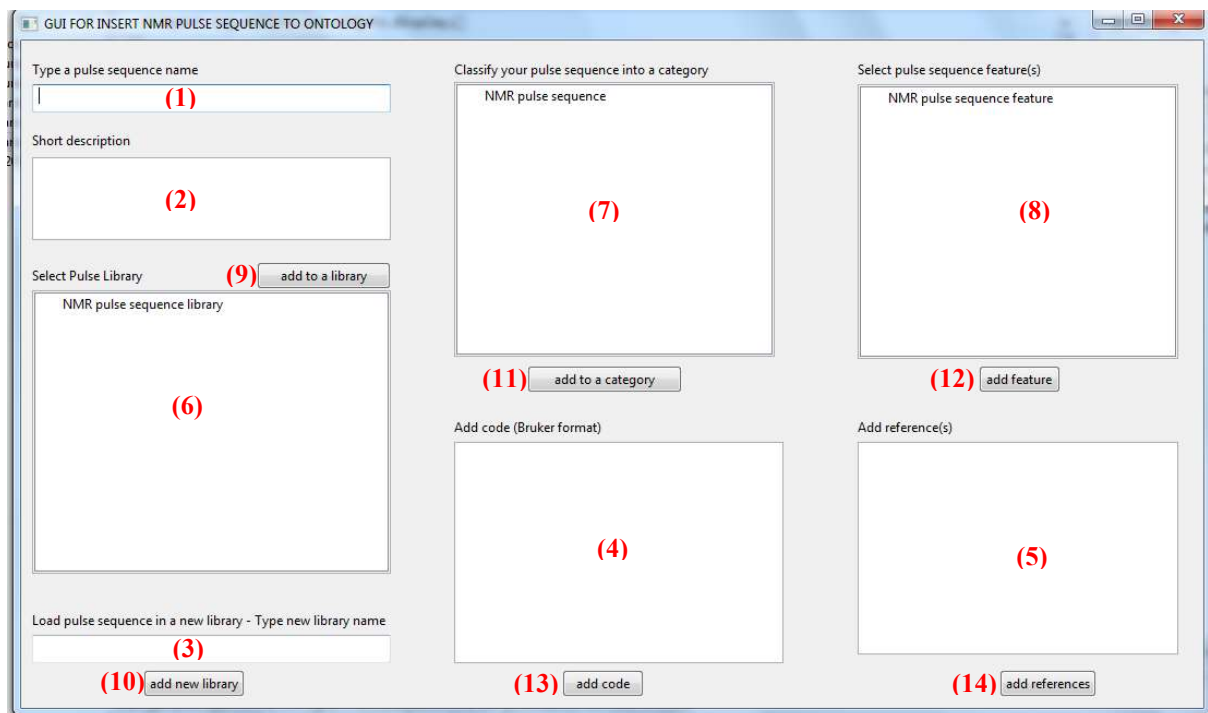 GUI FOR INSERT NMR PULSE SEQUENCE TO ONTOLOGY
Type a pulse sequence name
(1)
Short description
(2)
Select Pulse Library
(9) add to a library
NMR pulse sequence library
(6)
Load pulse sequence in a new library - Type new library name
(3)
(10) add new library
Classify your pulse sequence into a category
NMR pulse sequence
(7)
(11) add to a category
Add code (Bruker format)
(4)
(13) add code
Select pulse sequence feature(s)
NMR pulse sequence feature
(8)
(12) add feature
Add reference(s)
(5)
(14) add references